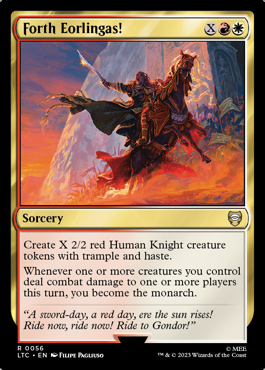 Forth Eorlingas! X
Sorcery
Create X 2/2 red Human Knight creature
tokens with trample and haste.
Whenever one or more creatures you control
deal combat damage to one or more players
this turn, you become the monarch.
“A sword-day, a red day, ere the sun rises!
Ride now, ride now! Ride to Gondor!”
R 0056 © MEE
LTC • EN FILIPE PAGLIUSO ™ & © 2023 Wizards of the Coast